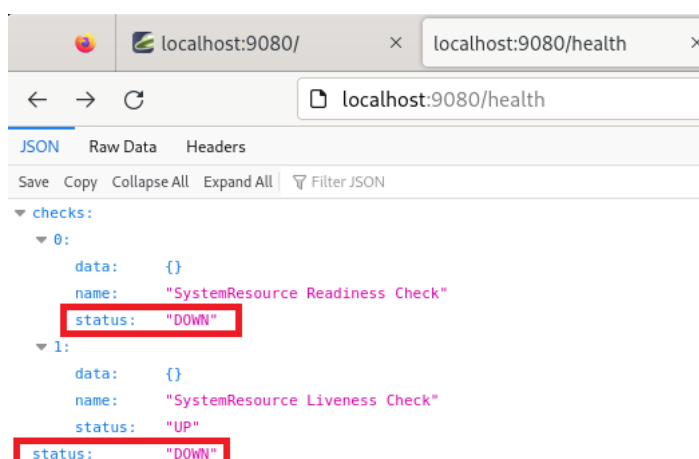 localhost:9080/ × localhost:9080/health ×
localhost:9080/health
JSON Raw Data Headers
Save Copy Collapse All Expand All Filter JSON
checks:
0:
data: {}
name: "SystemResource Readiness Check"
status: "DOWN"
1:
data: {}
name: "SystemResource Liveness Check"
status: "UP"
status: "DOWN"